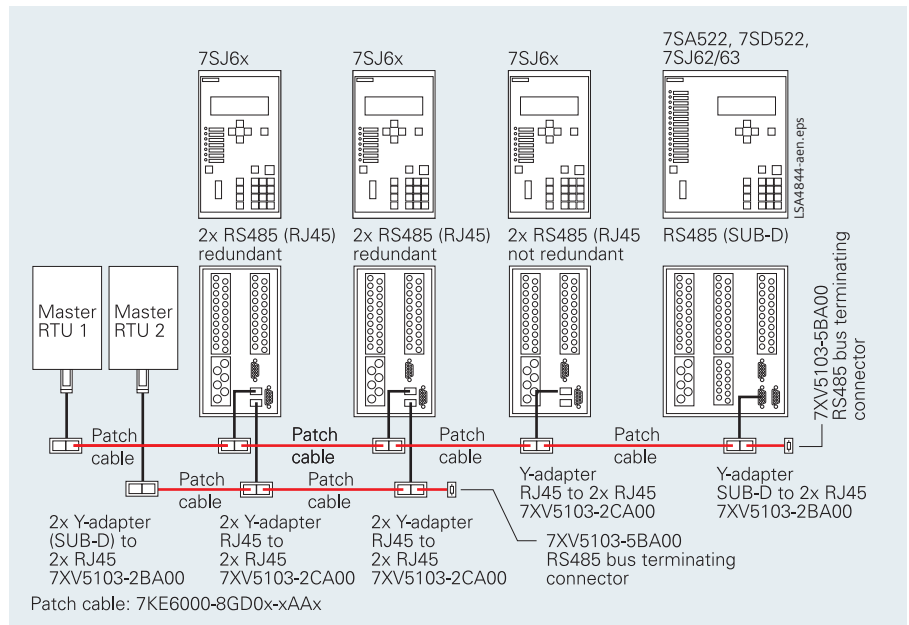 7SJ6x
7SJ6x
7SJ6x
7SA522, 7SD522,
7SJ62/63
LSA4844-aen.eps
2x RS485 (RJ45)
redundant
2x RS485 (RJ45)
redundant
2x RS485 (RJ45
not redundant
RS485 (SUB-D)
Master
RTU 1
Master
RTU 2
7XV5103-5BA00
RS485 bus terminating
connector
Patch
cable
Patch
cable
Patch
cable
Patch
cable
Patch
cable
Patch
cable
Y-adapter
RJ45 to 2x RJ45
7XV5103-2CA00
Y-adapter
SUB-D to 2x RJ45
7XV5103-2BA00
2x Y-adapter
(SUB-D) to
2x RJ45
7XV5103-2BA00
2x Y-adapter
RJ45 to
2x RJ45
7XV5103-2CA00
2x Y-adapter
RJ45 to
2x RJ45
7XV5103-2CA00
7XV5103-5BA00
RS485 bus terminating
connector
Patch cable: 7KE6000-8GD0x-xAAx